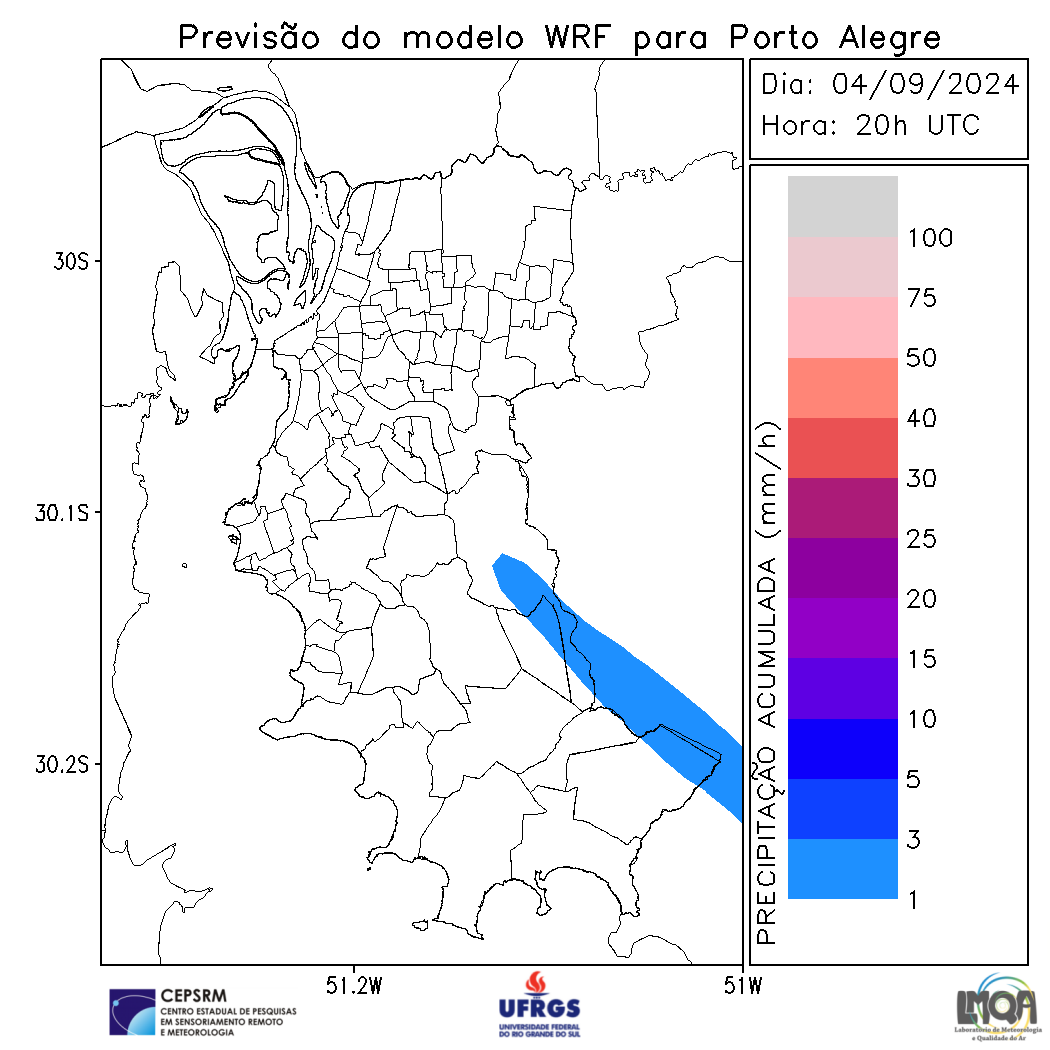 Previsão do modelo WRF para Porto Alegre
Dia: 04/09/2024
Hora: 20h UTC
30S
30.1S
30.2S
51.2W
51W
PRECIPITAÇÃO ACUMULADA (mm/h)
100
75
50
40
30
25
20
15
10
5
3
1
CEPSRM
CENTRO ESTADUAL DE PESQUISAS
EM SENSORIAMENTO REMOTO
E METEOROLOGIA
UFRGS
UNIVERSIDADE FEDERAL
DO RIO GRANDE DO SUL
LMQA
Laboratório de Meteorologia
e Qualidade do Ar